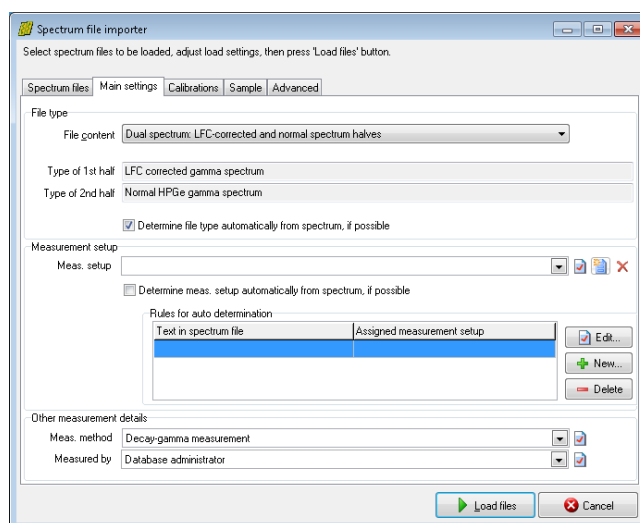 Spectrum file importer
Select spectrum files to be loaded, adjust load settings, then press 'Load files' button.
Spectrum files Main settings Calibrations Sample Advanced
File type
File content Dual spectrum: LFC-corrected and normal spectrum halves
Type of 1st half LFC corrected gamma spectrum
Type of 2nd half Normal HPGe gamma spectrum
Determine file type automatically from spectrum, if possible
Measurement setup
Meas. setup
Determine meas. setup automatically from spectrum, if possible
Rules for auto determination
Text in spectrum file Assigned measurement setup
Edit...
New...
Delete
Other measurement details
Meas. method Decay-gamma measurement
Measured by Database administrator
Load files Cancel